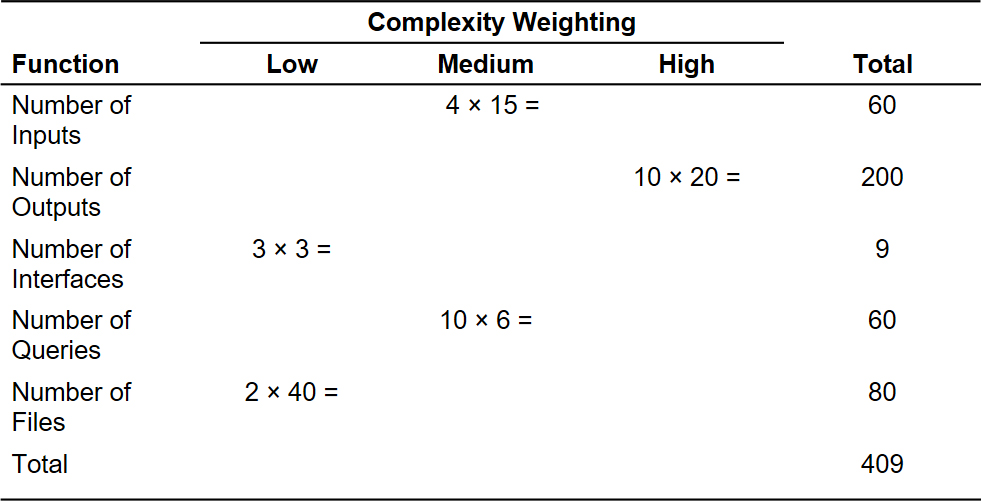 Complexity Weighting
Function Low Medium High Total
Number of 4 × 15 = 60
Inputs
Number of 10 × 20 = 200
Outputs
Number of 3 × 3 = 9
Interfaces
Number of 10 × 6 = 60
Queries
Number of 2 × 40 = 80
Files
Total 409